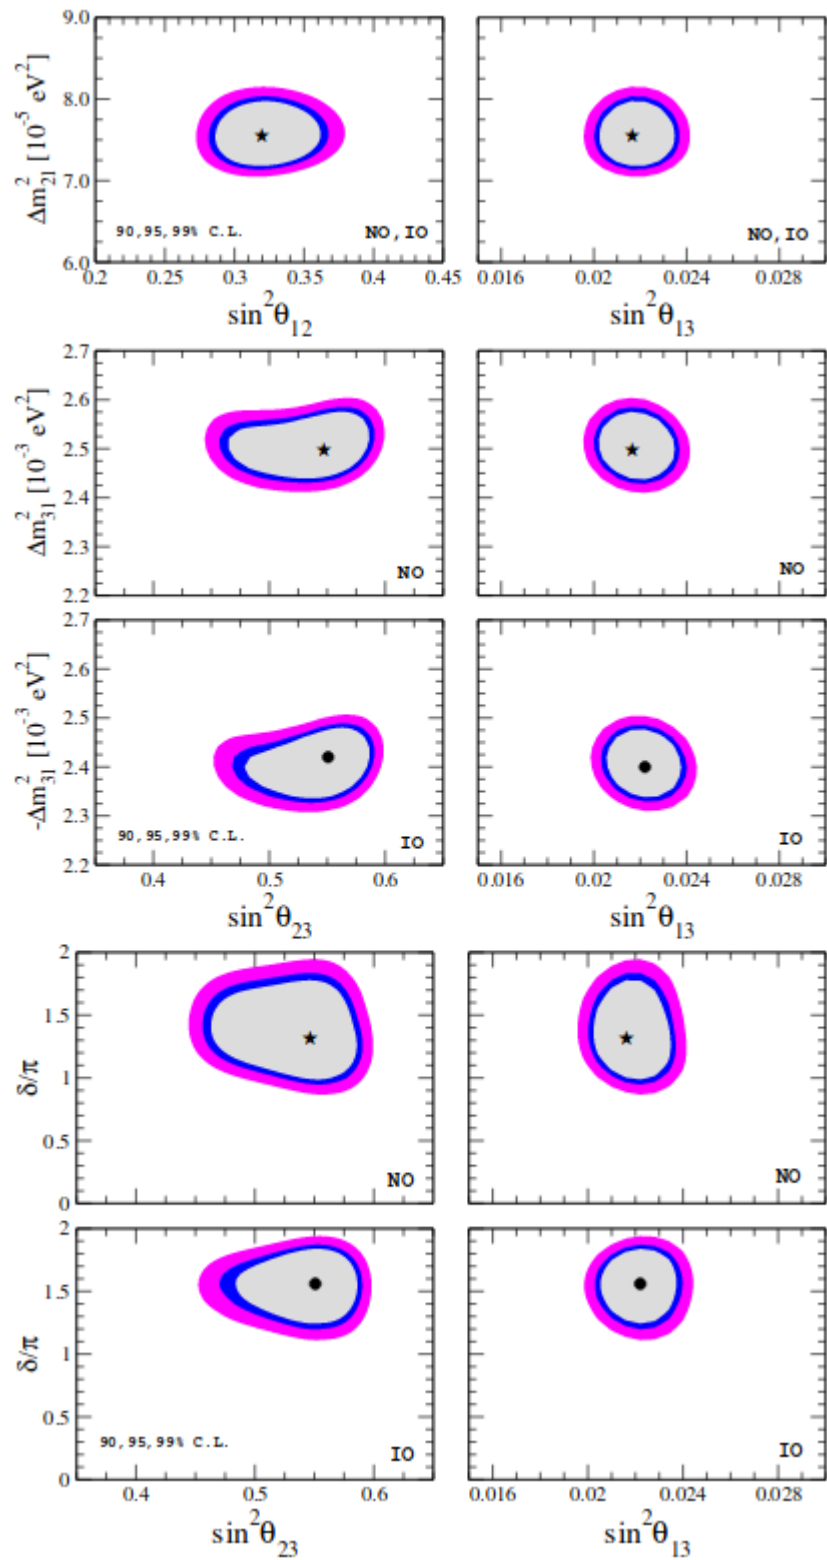 9.0
8.0
7.0
6.0
Δm²₂₁ [10⁻⁵ eV²]
90,95,99% C.L.
NO,IO
NO,IO
0.2 0.25 0.3 0.35 0.4 0.45
0.016 0.02 0.024 0.028
sin²θ₁₂
sin²θ₁₃
2.7
2.6
2.5
2.4
2.3
2.2
Δm²₃₁ [10⁻³ eV²]
NO
NO
2.7
2.6
2.5
2.4
2.3
2.2
-Δm²₃₁ [10⁻³ eV²]
90,95,99% C.L.
IO
IO
0.4 0.5 0.6
0.016 0.02 0.024 0.028
sin²θ₂₃
sin²θ₁₃
2
1.5
1
0.5
0
δ/π
NO
NO
2
1.5
1
0.5
0
δ/π
90,95,99% C.L.
IO
IO
0.4 0.5 0.6
0.016 0.02 0.024 0.028
sin²θ₂₃
sin²θ₁₃